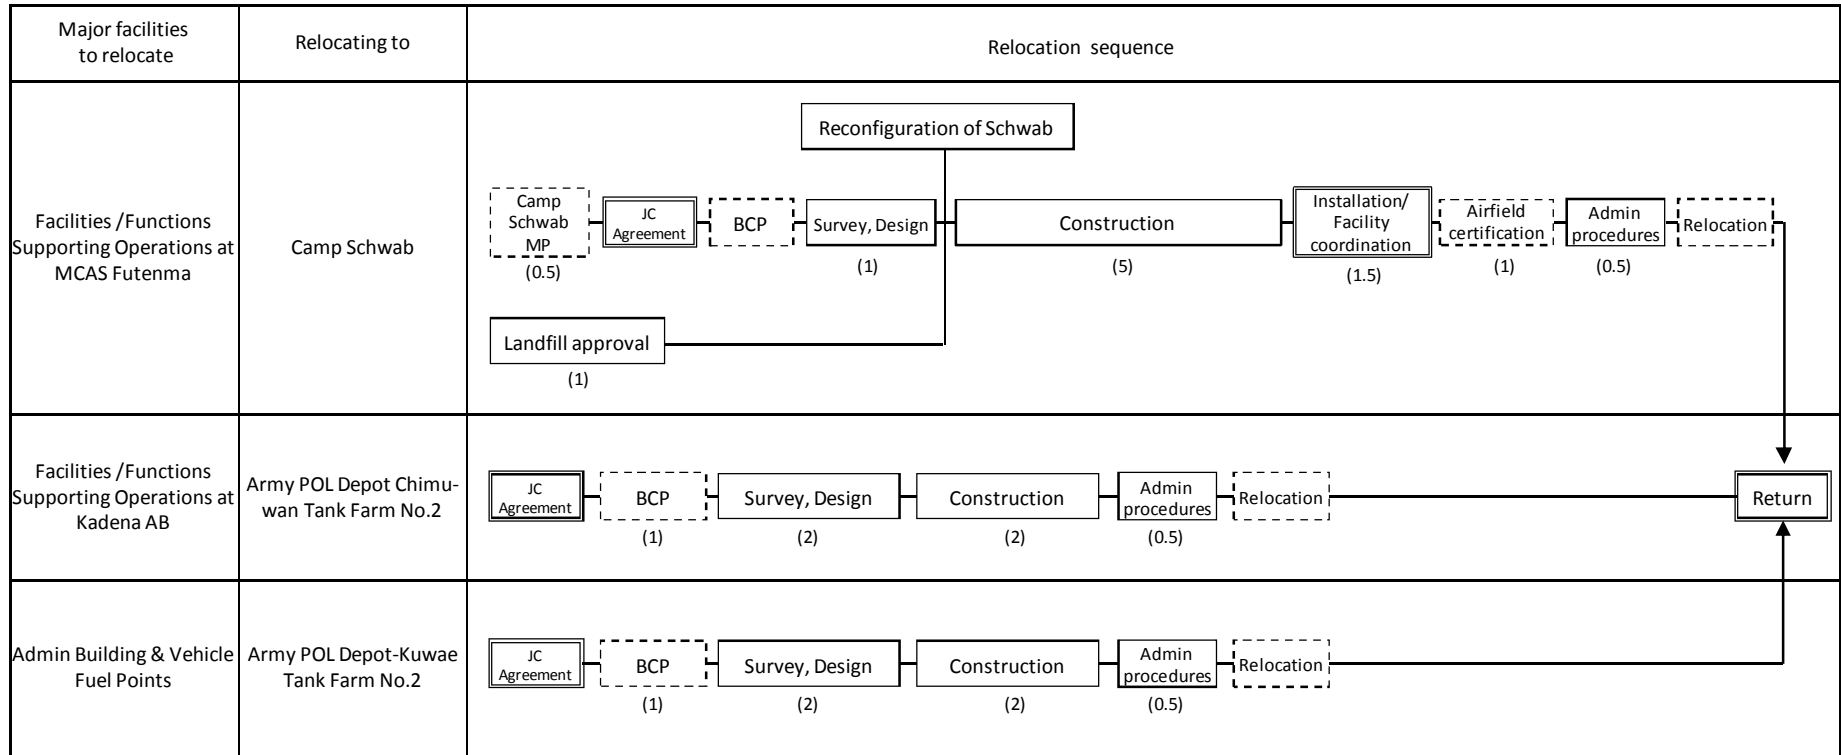 Major facilities
to relocate
Relocating to
Relocation sequence
Facilities /Functions
Supporting Operations at
MCAS Futenma
Camp Schwab
Reconfiguration of Schwab
Camp
Schwab
MP
(0.5)
JC
Agreement
BCP
Survey, Design
(1)
Construction
(5)
Installation/
Facility
coordination
(1.5)
Airfield
certification
(1)
Admin
procedures
(0.5)
Relocation
Landfill approval
(1)
Facilities /Functions
Supporting Operations at
Kadena AB
Army POL Depot Chimu-
wan Tank Farm No.2
JC
Agreement
BCP
(1)
Survey, Design
(2)
Construction
(2)
Admin
procedures
(0.5)
Relocation
Return
Admin Building & Vehicle
Fuel Points
Army POL Depot-Kuwae
Tank Farm No.2
JC
Agreement
BCP
(1)
Survey, Design
(2)
Construction
(2)
Admin
procedures
(0.5)
Relocation